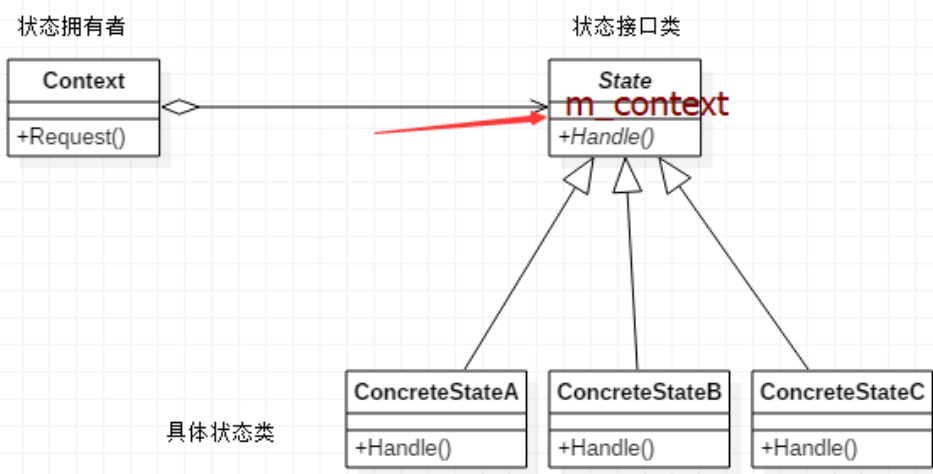 状态拥有者
状态接口类
Context
State
m_context
+Request()
+Handle()
ConcreteStateA
ConcreteStateB
ConcreteStateC
具体状态类
+Handle()
+Handle()
+Handle()